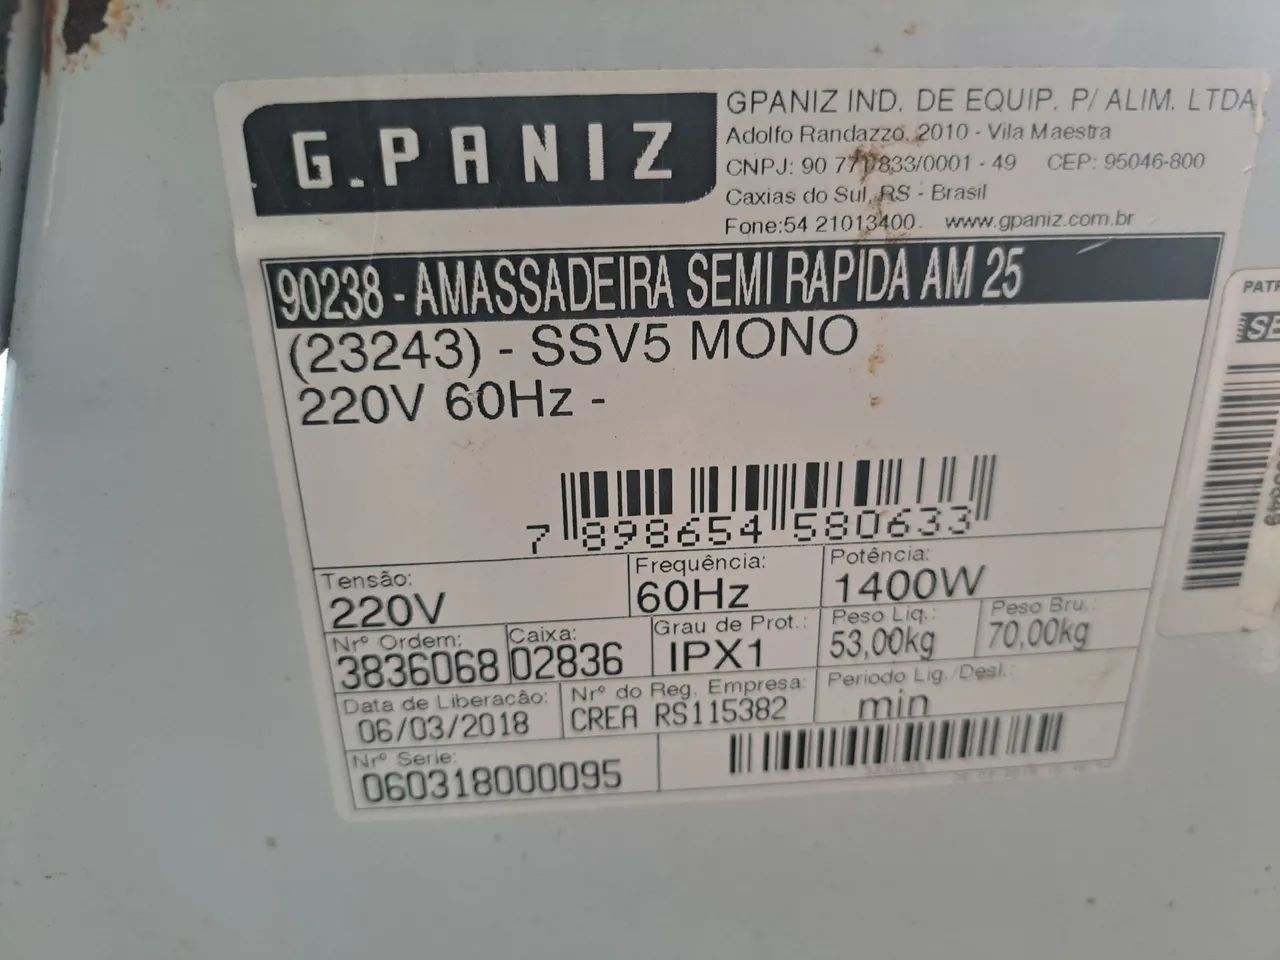 G.PANIZ
GPANIZ IND. DE EQUIP. P/ ALIM. LTDA
Adolfo Randazzo, 2010 - Vila Maestra
CNPJ: 90 771 833/0001 - 49 CEP: 95046-800
Caxias do Sul, RS - Brasil
Fone:54 21013400. www.gpaniz.com.br
90238 - AMASSADEIRA SEMI RAPIDA AM 25
(23243) - SSV5 MONO
220V 60Hz -
7 898654 580633
Tensão: Frequência: Potência:
220V 60Hz 1400W
Nrº Ordem: Caixa: Grau de Prot.: Peso Liq.: Peso Bru.:
3836068 02836 IPX1 53,00kg 70,00kg
Data de Liberacão: Nrº do Reg. Empresa: Periodo Lig./Desl.:
06/03/2018 CREA RS115382 min
Nrº Serie:
060318000095
PATR